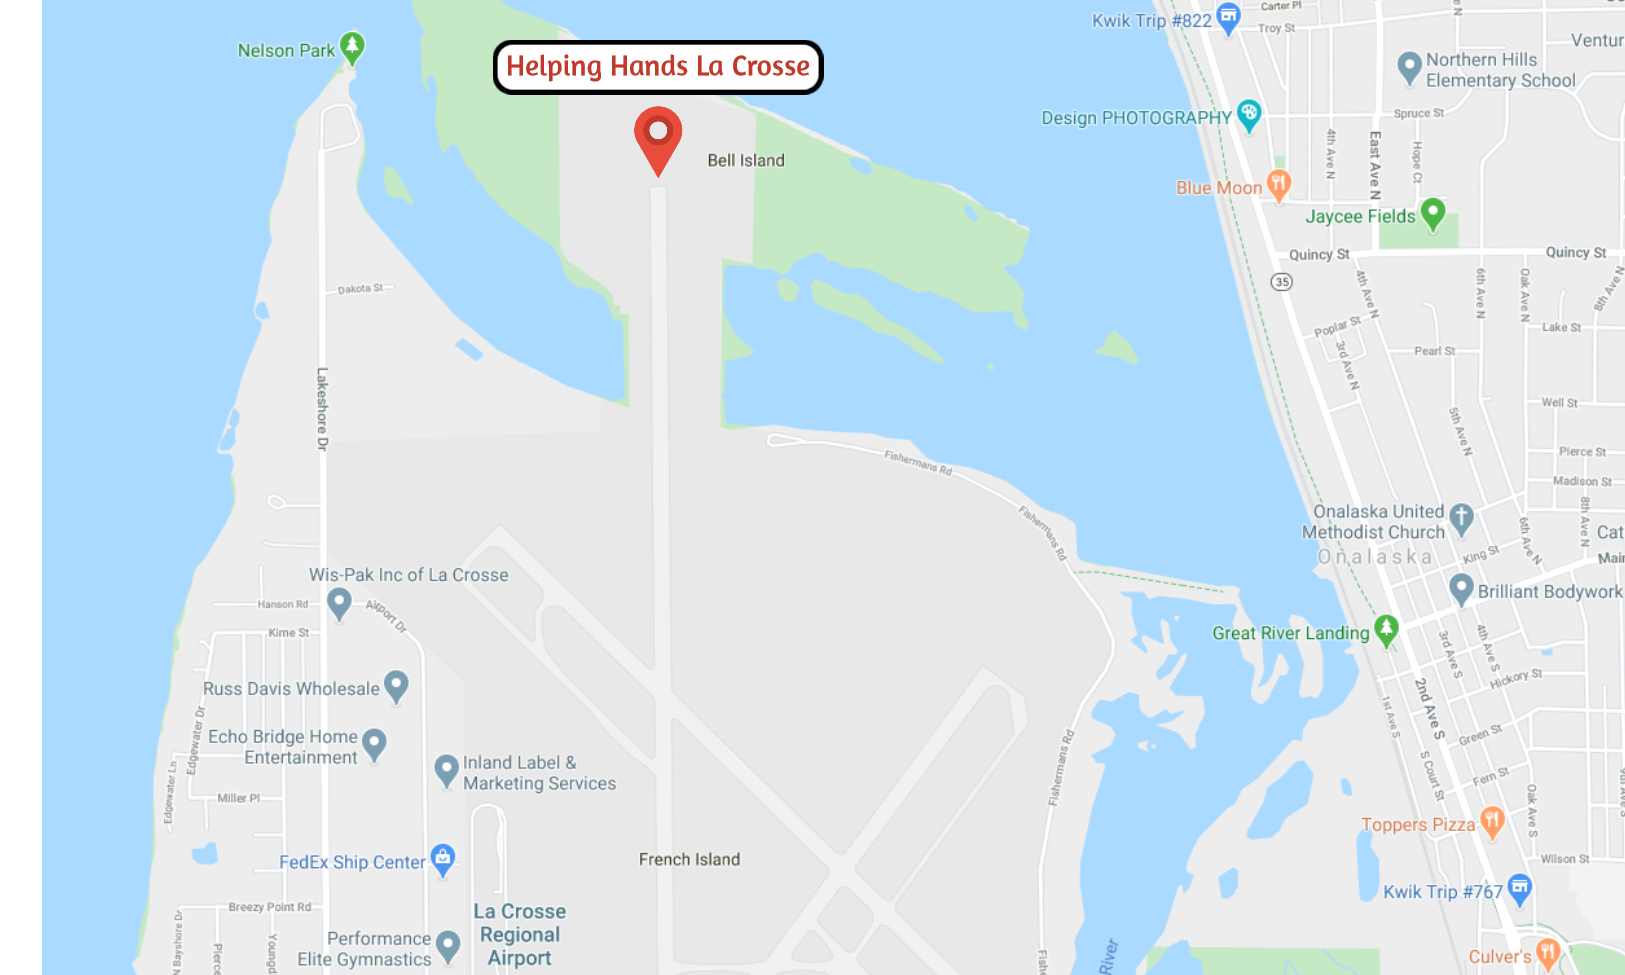 Kwik Trip #822
Carter Pl
Troy St
Ventur
Nelson Park
Helping Hands La Crosse
Northern Hills
Elementary School
Design PHOTOGRAPHY
Spruce St
4th Ave N
East Ave N
Hope Ct
Bell Island
Blue Moon
Jaycee Fields
Quincy St
Quincy St
35
4th Ave N
6th Ave N
Oak Ave N
8th Ave N
Dakota St
Poplar St
Lake St
3rd Ave N
Pearl St
Lakeshore Dr
Well St
5th Ave N
Fishermans Rd
Pierce St
Madison St
Fishermans Rd
8th Ave N
6th Ave N
Onalaska United
Methodist Church
Cat
Onalaska
King St
Main
Wis-Pak Inc of La Crosse
Brilliant Bodywork
Hanson Rd
Airport Dr
Kime St
Great River Landing
3rd Ave S
4th Ave S
Hickory St
Russ Davis Wholesale
1st Ave S
2nd Ave S
Edgewater Dr
Echo Bridge Home
Entertainment
Green St
Fishermans Rd
Inland Label &
Marketing Services
S Court St
Fern St
Edgewater Ln
Miller Pl
Oak Ave S
Toppers Pizza
French Island
FedEx Ship Center
Wilson St
Kwik Trip #767
Breezy Point Rd
La Crosse
Regional
Airport
N Bayshore Dr
Pierce
Youngd
Performance
Elite Gymnastics
Fishe
River
Culver's